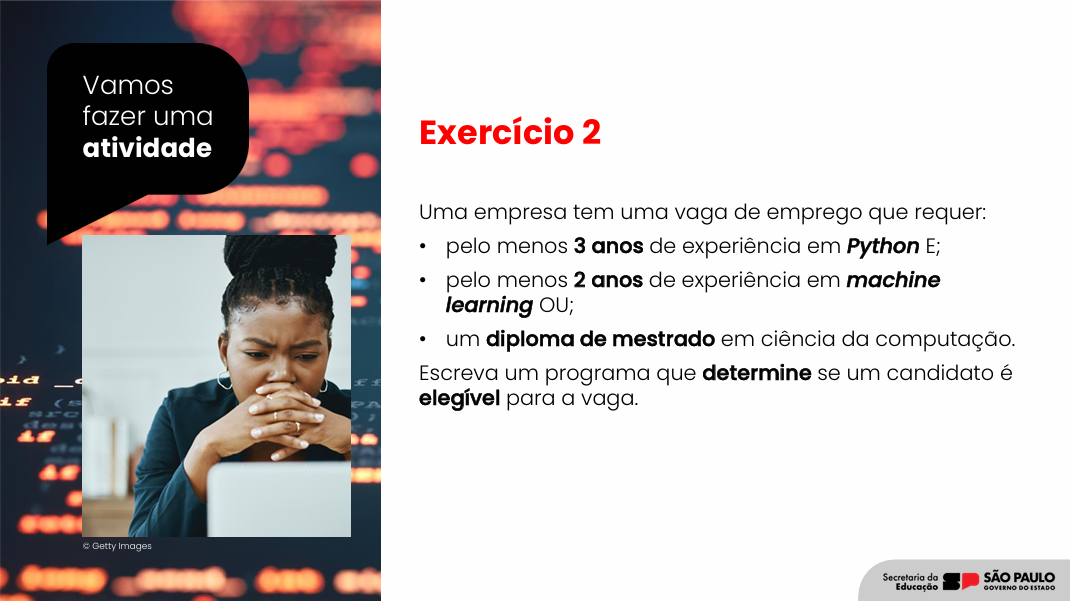 Vamos
fazer uma
atividade
Exercício 2
Uma empresa tem uma vaga de emprego que requer:
• pelo menos 3 anos de experiência em Python E;
• pelo menos 2 anos de experiência em machine
learning OU;
• um diploma de mestrado em ciência da computação.
Escreva um programa que determine se um candidato é
elegível para a vaga.
© Getty Images
Secretaria da
Educação
SÃO PAULO
GOVERNO DO ESTADO